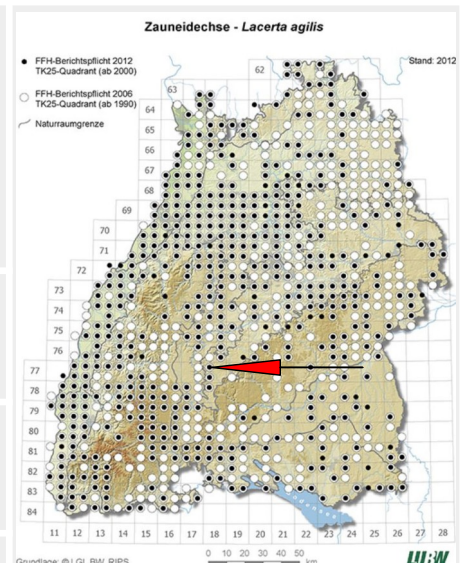 Zauneidechse - Lacerta agilis
FFH-Berichtspflicht 2012
TK25-Quadrant (ab 2000)
FFH-Berichtspflicht 2006
TK25-Quadrant (ab 1990)
Naturraumgrenze
Stand: 2012
62
63
64
65
66
67
68
69
70
71
72
73
74
75
76
77
78
79
80
81
82
83
84
11 12 13 14 15 16 17 18 19 20 21 22 23 24 25 26 27 28
0 10 20 30 40 50
km
Grundlage: © LGL BW, RIPS
LUBW